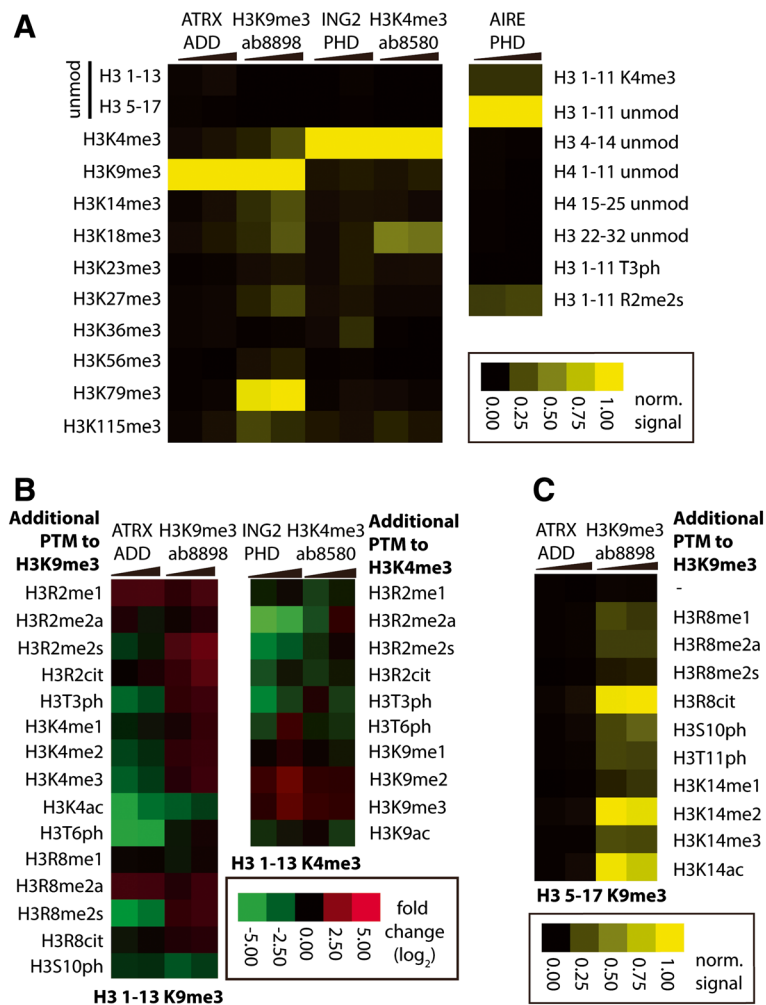 A
ATRX ADD
H3K9me3 ab8898
ING2 PHD
H3K4me3 ab8580
AIRE PHD
unmod
H3 1-13
H3 5-17
H3K4me3
H3K9me3
H3K14me3
H3K18me3
H3K23me3
H3K27me3
H3K36me3
H3K56me3
H3K79me3
H3K115me3
H3 1-11 K4me3
H3 1-11 unmod
H3 4-14 unmod
H4 1-11 unmod
H4 15-25 unmod
H3 22-32 unmod
H3 1-11 T3ph
H3 1-11 R2me2s
0.00 0.25 0.50 0.75 1.00
norm. signal
B
Additional PTM to H3K9me3
ATRX ADD
H3K9me3 ab8898
ING2 PHD
H3K4me3 ab8580
Additional PTM to H3K4me3
H3R2me1
H3R2me2a
H3R2me2s
H3R2cit
H3T3ph
H3K4me1
H3K4me2
H3K4me3
H3K4ac
H3T6ph
H3R8me1
H3R8me2a
H3R8me2s
H3R8cit
H3S10ph
H3 1-13 K9me3
H3R2me1
H3R2me2a
H3R2me2s
H3R2cit
H3T3ph
H3T6ph
H3K9me1
H3K9me2
H3K9me3
H3K9ac
H3 1-13 K4me3
-5.00 -2.50 0.00 2.50 5.00
fold change (log2)
C
ATRX ADD
H3K9me3 ab8898
Additional PTM to H3K9me3
-
H3R8me1
H3R8me2a
H3R8me2s
H3R8cit
H3S10ph
H3T11ph
H3K14me1
H3K14me2
H3K14me3
H3K14ac
H3 5-17 K9me3
0.00 0.25 0.50 0.75 1.00
norm. signal